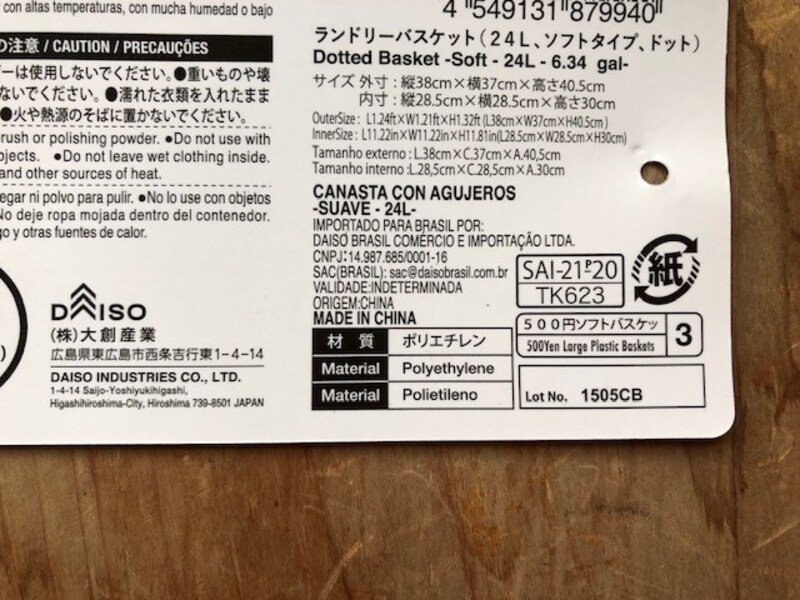 con altas temperaturas, con mucha humedad o bajo
の注意 / CAUTION / PRECAUÇÕES
ーは使用しないでください。●重いものや壊
ないでください。●濡れた衣類を入れたまま
●火や熱源のそばに置かないでください。
rush or polishing powder. ●Do not use with
bjects. ●Do not leave wet clothing inside.
and other sources of heat.
egar ni polvo para pulir. ●No lo use con objetos
No deje ropa mojada dentro del contenedor.
go y otras fuentes de calor.
DAISO
(株)大創産業
広島県東広島市西条吉行東1-4-14
DAISO INDUSTRIES CO., LTD.
1-4-14 Saijo-Yoshiyukihigashi,
Higashihiroshima-City, Hiroshima 739-8501 JAPAN
4 549131 879940
ランドリーバスケット(24L、ソフトタイプ、ドット)
Dotted Basket -Soft - 24L - 6.34 gal-
サイズ 外寸:縦38cm×横37cm×高さ40.5cm
内寸:縦28.5cm×横28.5cm×高さ30cm
OuterSize : L1.24ft×W1.21ft×H1.32ft (L38cm×W37cm×H40.5cm )
InnerSize : L11.22in×W11.22in×H11.81in(L28.5cm×W28.5cm×H30cm)
Tamanho externo : L.38cm×C.37cm×A.40,5cm
Tamanho interno : L.28,5cm×C.28,5cm×A.30cm
CANASTA CON AGUJEROS
-SUAVE - 24L-
IMPORTADO PARA BRASIL POR:
DAISO BRASIL COMÉRCIO E IMPORTAÇÃO LTDA.
CNPJ:14.987.685/0001-16
SAC(BRASIL): sac@daisobrasil.com.br
VALIDADE:INDETERMINADA
ORIGEM:CHINA
MADE IN CHINA
材 質 ポリエチレン
Material Polyethylene
Material Polietileno
SAI-21P20
TK623
紙
500円ソフトバスケッ
500Yen Large Plastic Baskets
3
Lot No. 1505CB